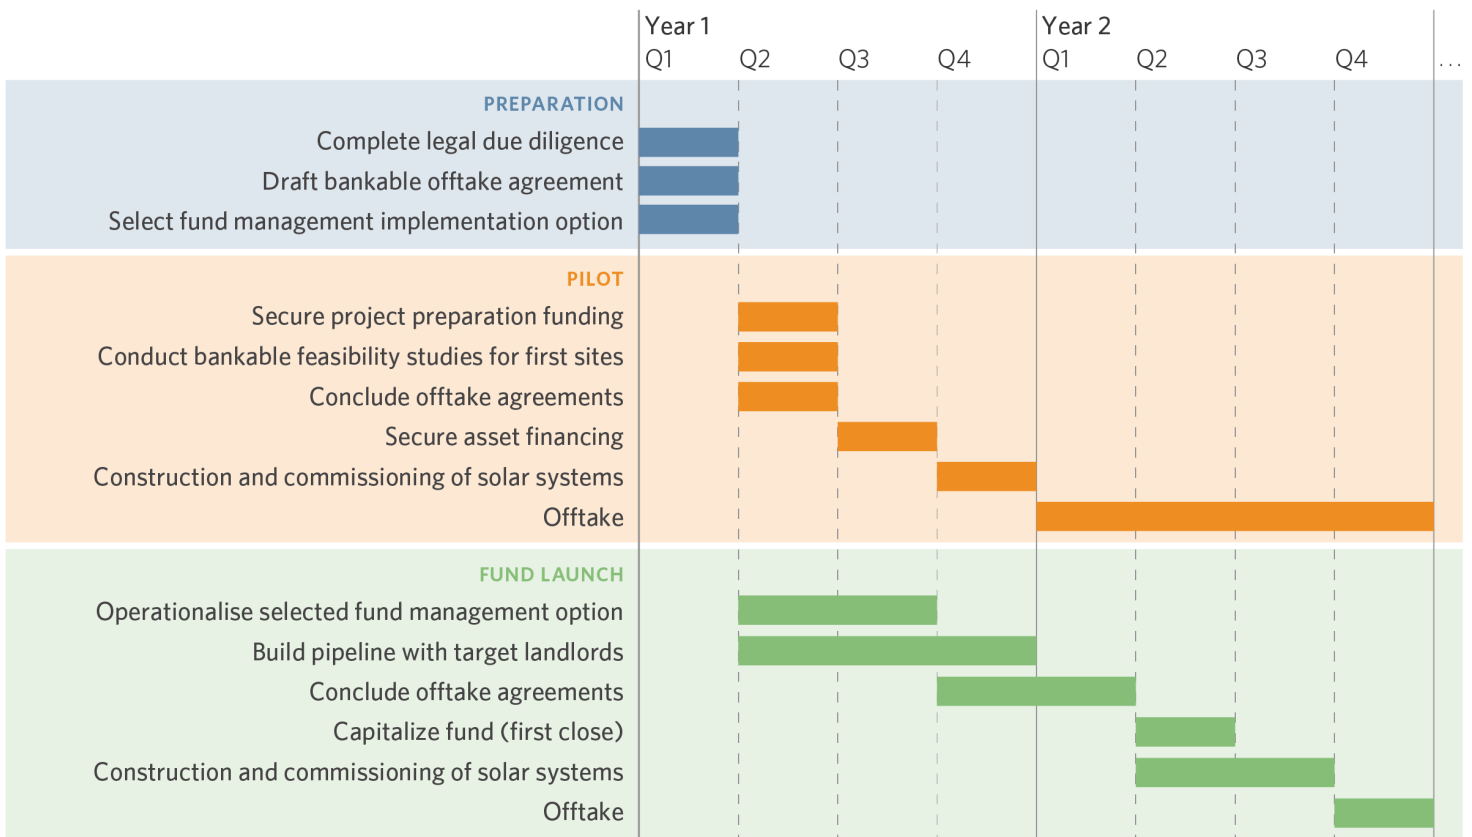 Year 1 Year 2
Q1 Q2 Q3 Q4 Q1 Q2 Q3 Q4 ...
PREPARATION
Complete legal due diligence
Draft bankable offtake agreement
Select fund management implementation option
PILOT
Secure project preparation funding
Conduct bankable feasibility studies for first sites
Conclude offtake agreements
Secure asset financing
Construction and commissioning of solar systems
Offtake
FUND LAUNCH
Operationalise selected fund management option
Build pipeline with target landlords
Conclude offtake agreements
Capitalize fund (first close)
Construction and commissioning of solar systems
Offtake